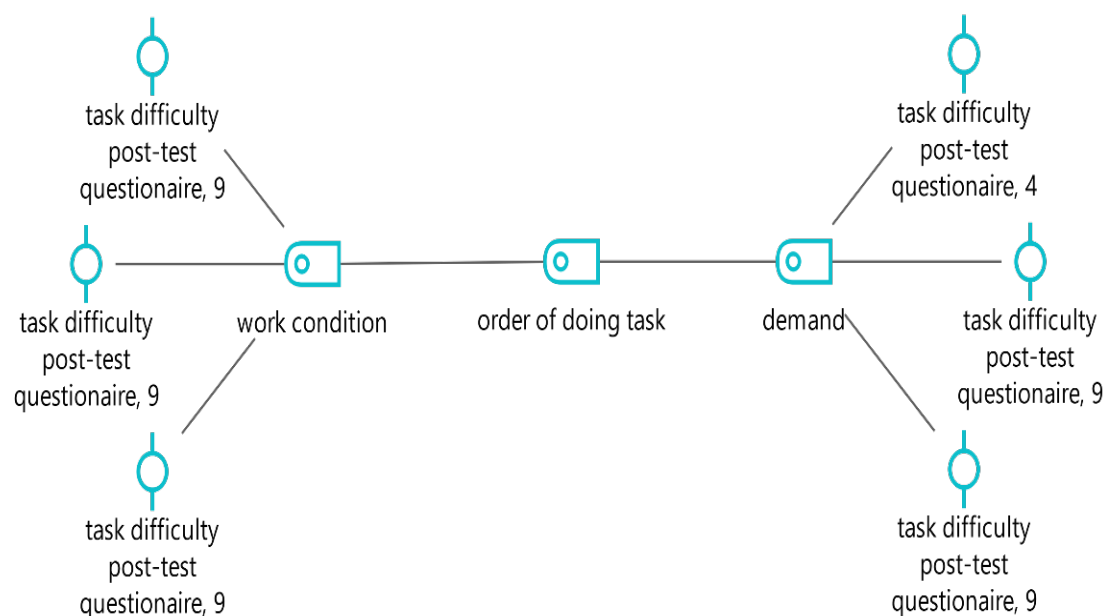 task difficulty
post-test
questionaire, 9
task difficulty
post-test
questionaire, 4
task difficulty
post-test
questionaire, 9
work condition
order of doing task
demand
task difficulty
post-test
questionaire, 9
task difficulty
post-test
questionaire, 9
task difficulty
post-test
questionaire, 9